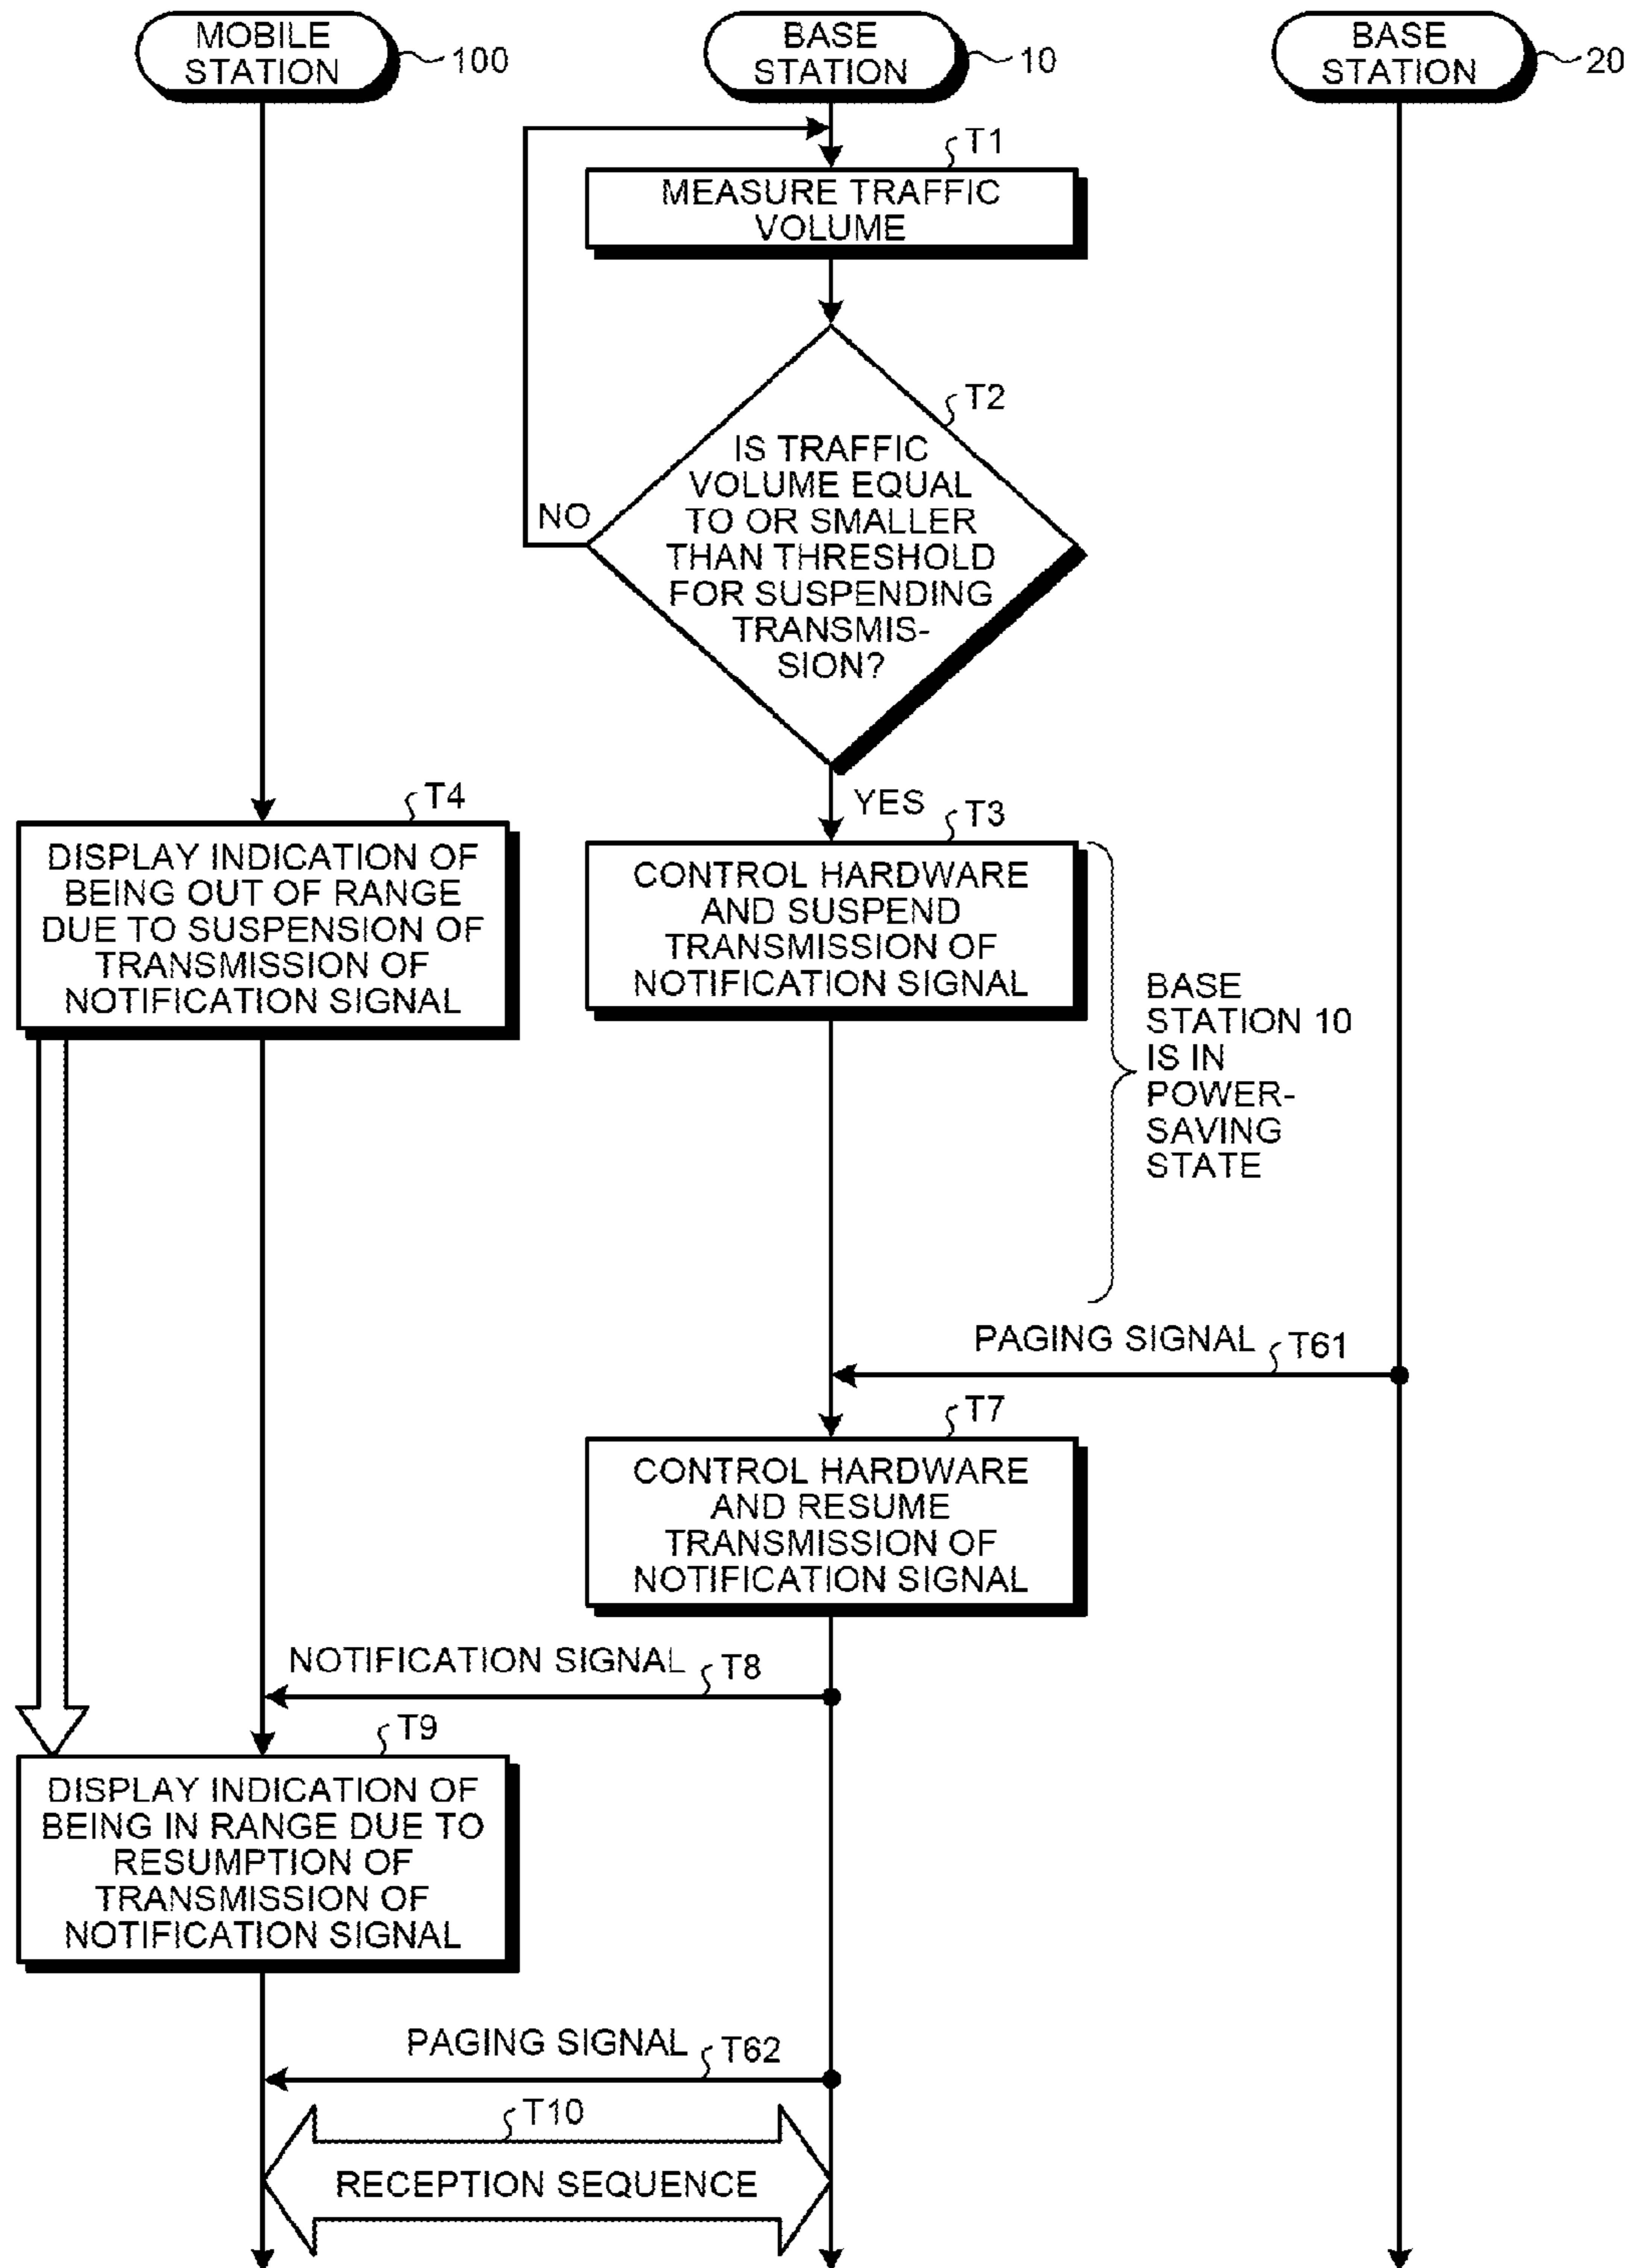 MOBILE
STATION
100
BASE
STATION
10
BASE
STATION
20
T1
MEASURE TRAFFIC
VOLUME
T2
IS TRAFFIC
VOLUME EQUAL
TO OR SMALLER
THAN THRESHOLD
FOR SUSPENDING
TRANSMIS-
SION?
NO
YES
T4
DISPLAY INDICATION OF
BEING OUT OF RANGE
DUE TO SUSPENSION OF
TRANSMISSION OF
NOTIFICATION SIGNAL
T3
CONTROL HARDWARE
AND SUSPEND
TRANSMISSION OF
NOTIFICATION SIGNAL
BASE
STATION 10
IS IN
POWER-
SAVING
STATE
PAGING SIGNAL
T61
T7
CONTROL HARDWARE
AND RESUME
TRANSMISSION OF
NOTIFICATION SIGNAL
NOTIFICATION SIGNAL
T8
T9
DISPLAY INDICATION OF
BEING IN RANGE DUE TO
RESUMPTION OF
TRANSMISSION OF
NOTIFICATION SIGNAL
PAGING SIGNAL
T62
T10
RECEPTION SEQUENCE